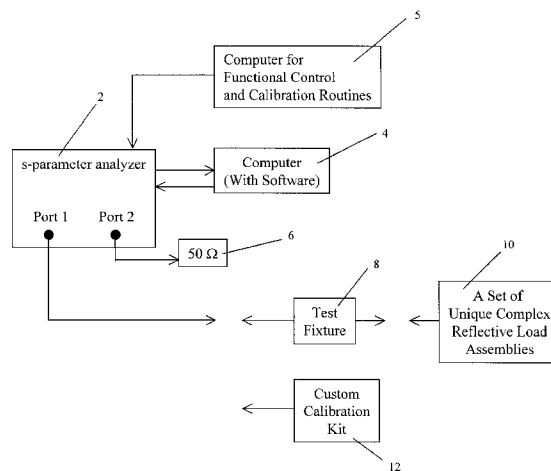 5
Computer for
Functional Control
and Calibration Routines
2
4
s-parameter analyzer
Computer
(With Software)
Port 1 Port 2
6
50 Ω
8
10
Test
Fixture
A Set of
Unique Complex
Reflective Load
Assemblies
Custom
Calibration
Kit
12